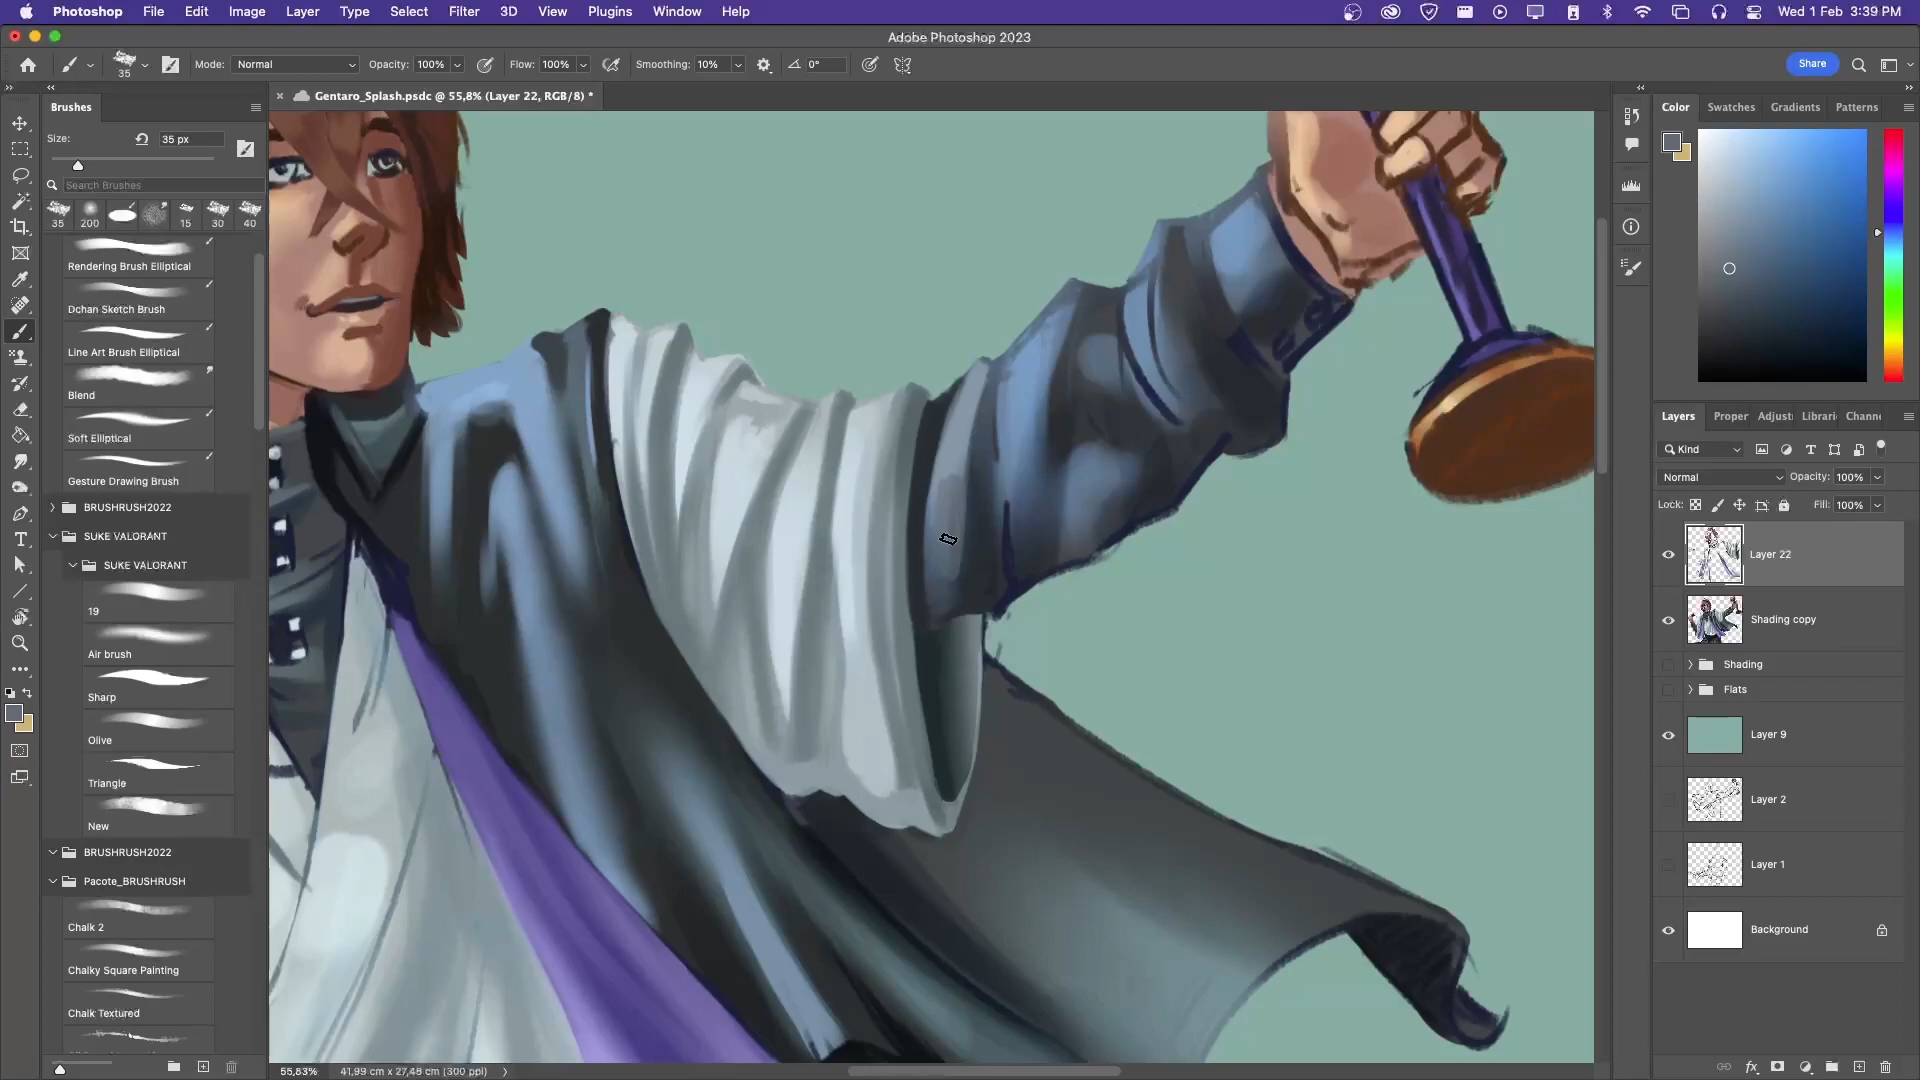 Photoshop File Edit Image Layer Type Select Filter 3D View Plugins Window Help Wed 1 Feb 3:39 PM
Adobe Photoshop 2023
35 Mode: Normal Opacity: 100% Flow: 100% Smoothing: 10% 0° Share
Brushes
Gentaro_Splash.psdc @ 55,8% (Layer 22, RGB/8) *
Size: 35 px
Search Brushes
35 200 15 30 40
Rendering Brush Elliptical
Dchan Sketch Brush
Line Art Brush Elliptical
Blend
Soft Elliptical
Gesture Drawing Brush
BRUSHRUSH2022
SUKE VALORANT
SUKE VALORANT
19
Air brush
Sharp
Olive
Triangle
New
BRUSHRUSH2022
Pacote_BRUSHRUSH
Chalk 2
Chalky Square Painting
Chalk Textured
55,83% 41,99 cm x 27,48 cm (300 ppi)
Color Swatches Gradients Patterns
Layers Proper Adjust Librari Chann
Kind
Normal Opacity: 100%
Lock: Fill: 100%
Layer 22
Shading copy
Shading
Flats
Layer 9
Layer 2
Layer 1
Background